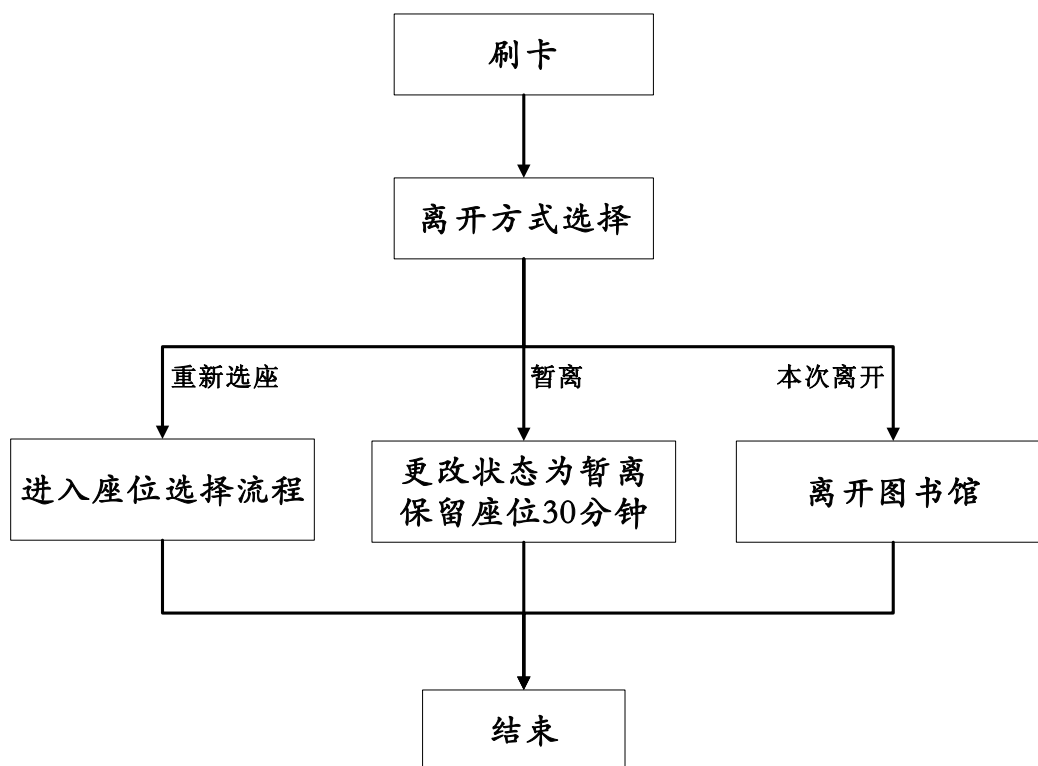 刷卡
离开方式选择
重新选座
暂离
本次离开
进入座位选择流程
更改状态为暂离
保留座位30分钟
离开图书馆
结束